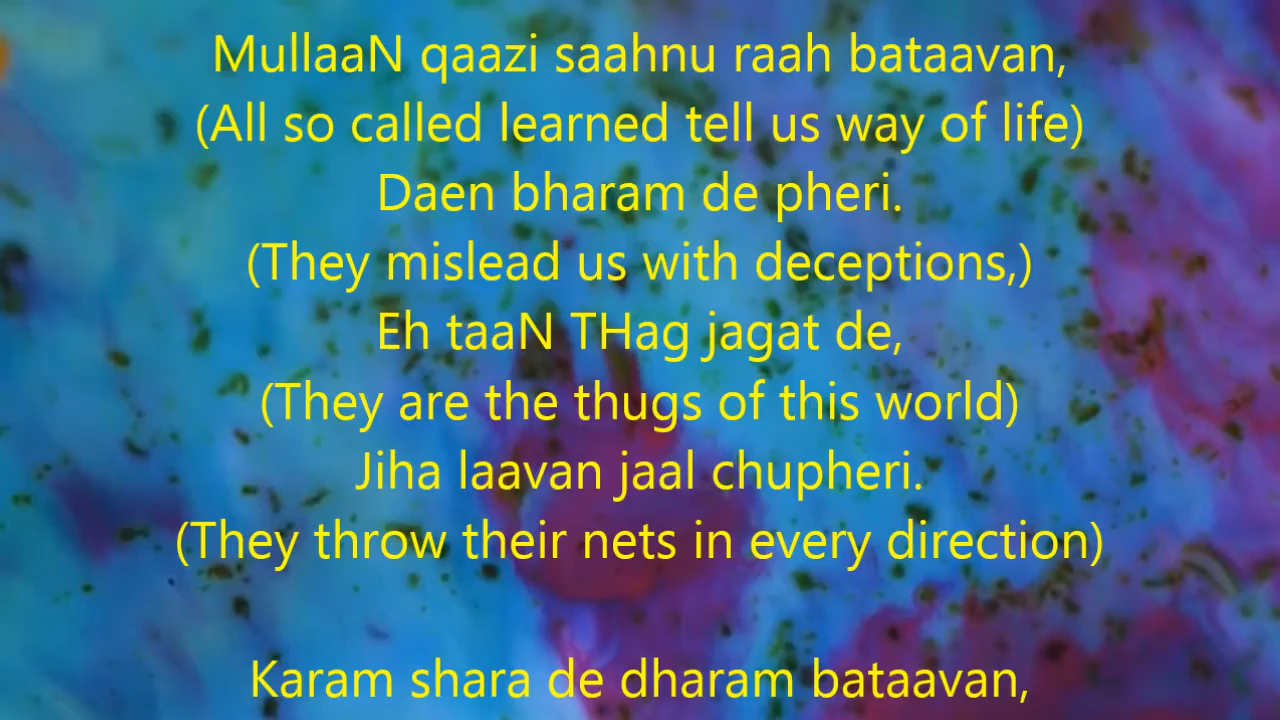 MullaaN qaazi saahnu raah bataavan,
(All so called learned tell us way of life)
Daen bharam de pheri.
(They mislead us with deceptions,)
Eh taaN THag jagat de,
(They are the thugs of this world)
Jiha laavan jaal chupheri.
(They throw their nets in every direction)
Karam shara de dharam bataavan,